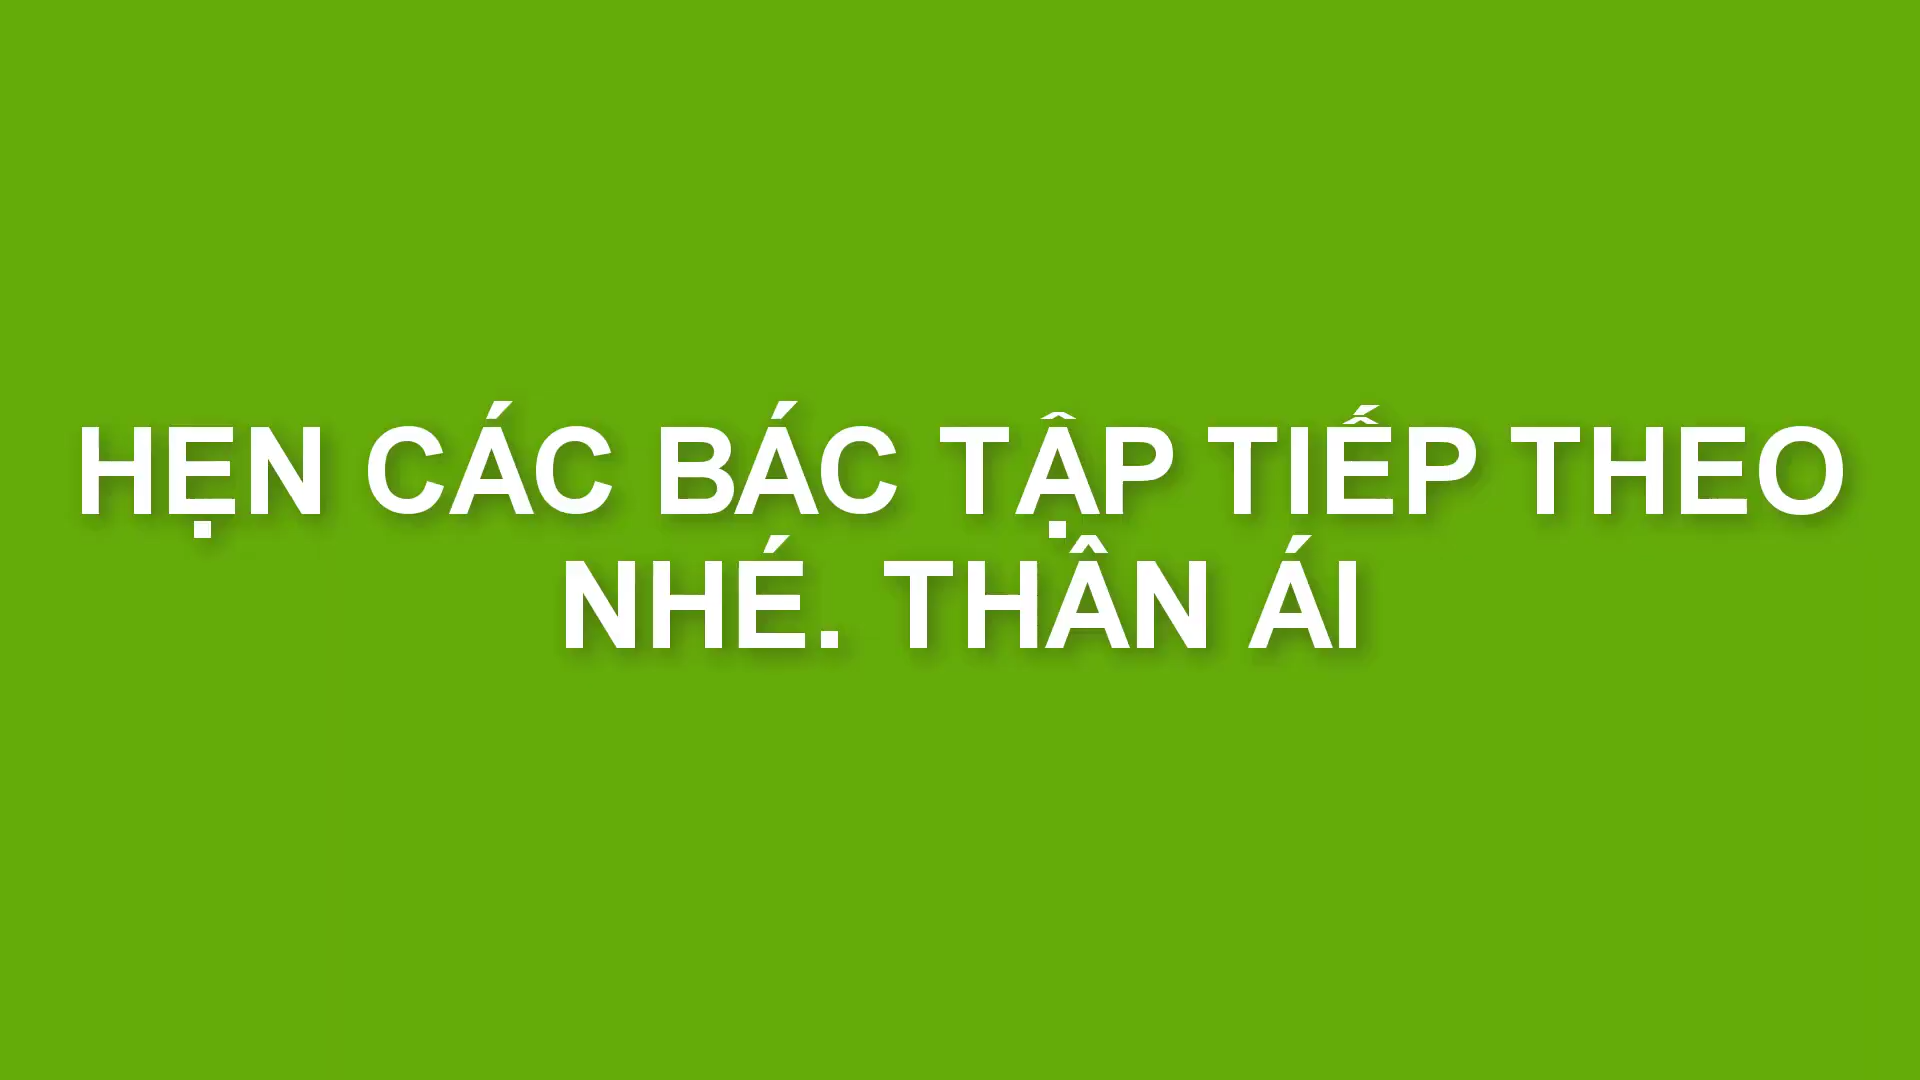 HẸN CÁC BÁC TẬP TIẾP THEO
NHÉ. THÂN ÁI